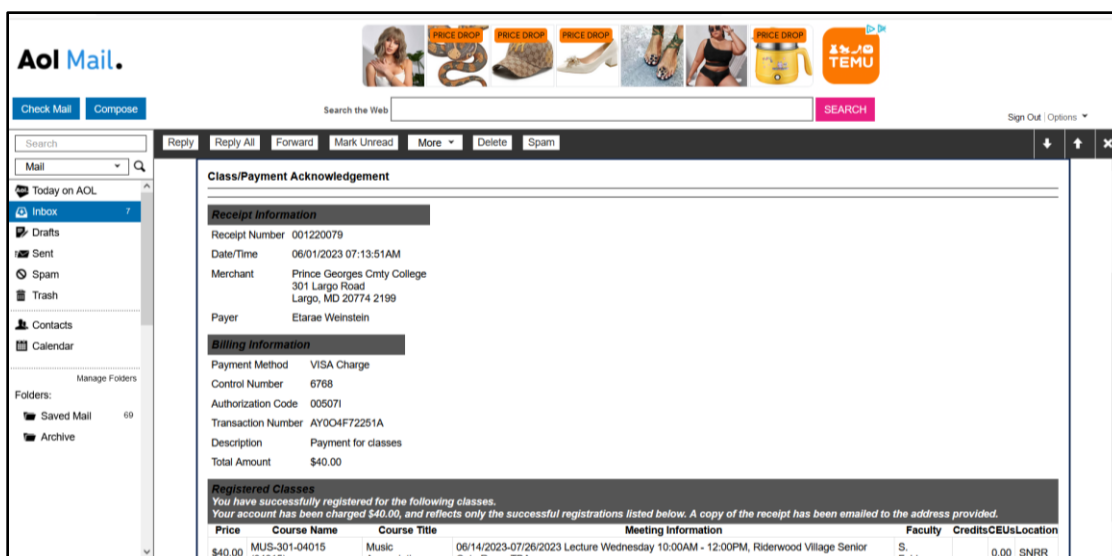 PRICE DROP PRICE DROP PRICE DROP PRICE DROP
TEMU
Aol Mail.
Check Mail Compose
Search the Web SEARCH
Sign Out | Options
Search
Reply Reply All Forward Mark Unread More Delete Spam
Mail
Today on AOL
Inbox 7
Drafts
Sent
Spam
Trash
Contacts
Calendar
Manage Folders
Folders:
Saved Mail 69
Archive
Class/Payment Acknowledgement
Receipt Information
Receipt Number 001220079
Date/Time 06/01/2023 07:13:51AM
Merchant Prince Georges Cmty College
301 Largo Road
Largo, MD 20774 2199
Payer Etarae Weinstein
Billing Information
Payment Method VISA Charge
Control Number 6768
Authorization Code 00507I
Transaction Number AY0O4F72251A
Description Payment for classes
Total Amount $40.00
Registered Classes
You have successfully registered for the following classes.
Your account has been charged $40.00, and reflects only the successful registrations listed below. A copy of the receipt has been emailed to the address provided.
Price Course Name Course Title Meeting Information Faculty Credits CEUs Location
MUS-301-04015 Music 06/14/2023-07/26/2023 Lecture Wednesday 10:00AM - 12:00PM, Riderwood Village Senior S.
$40.00 0.00 SNRR